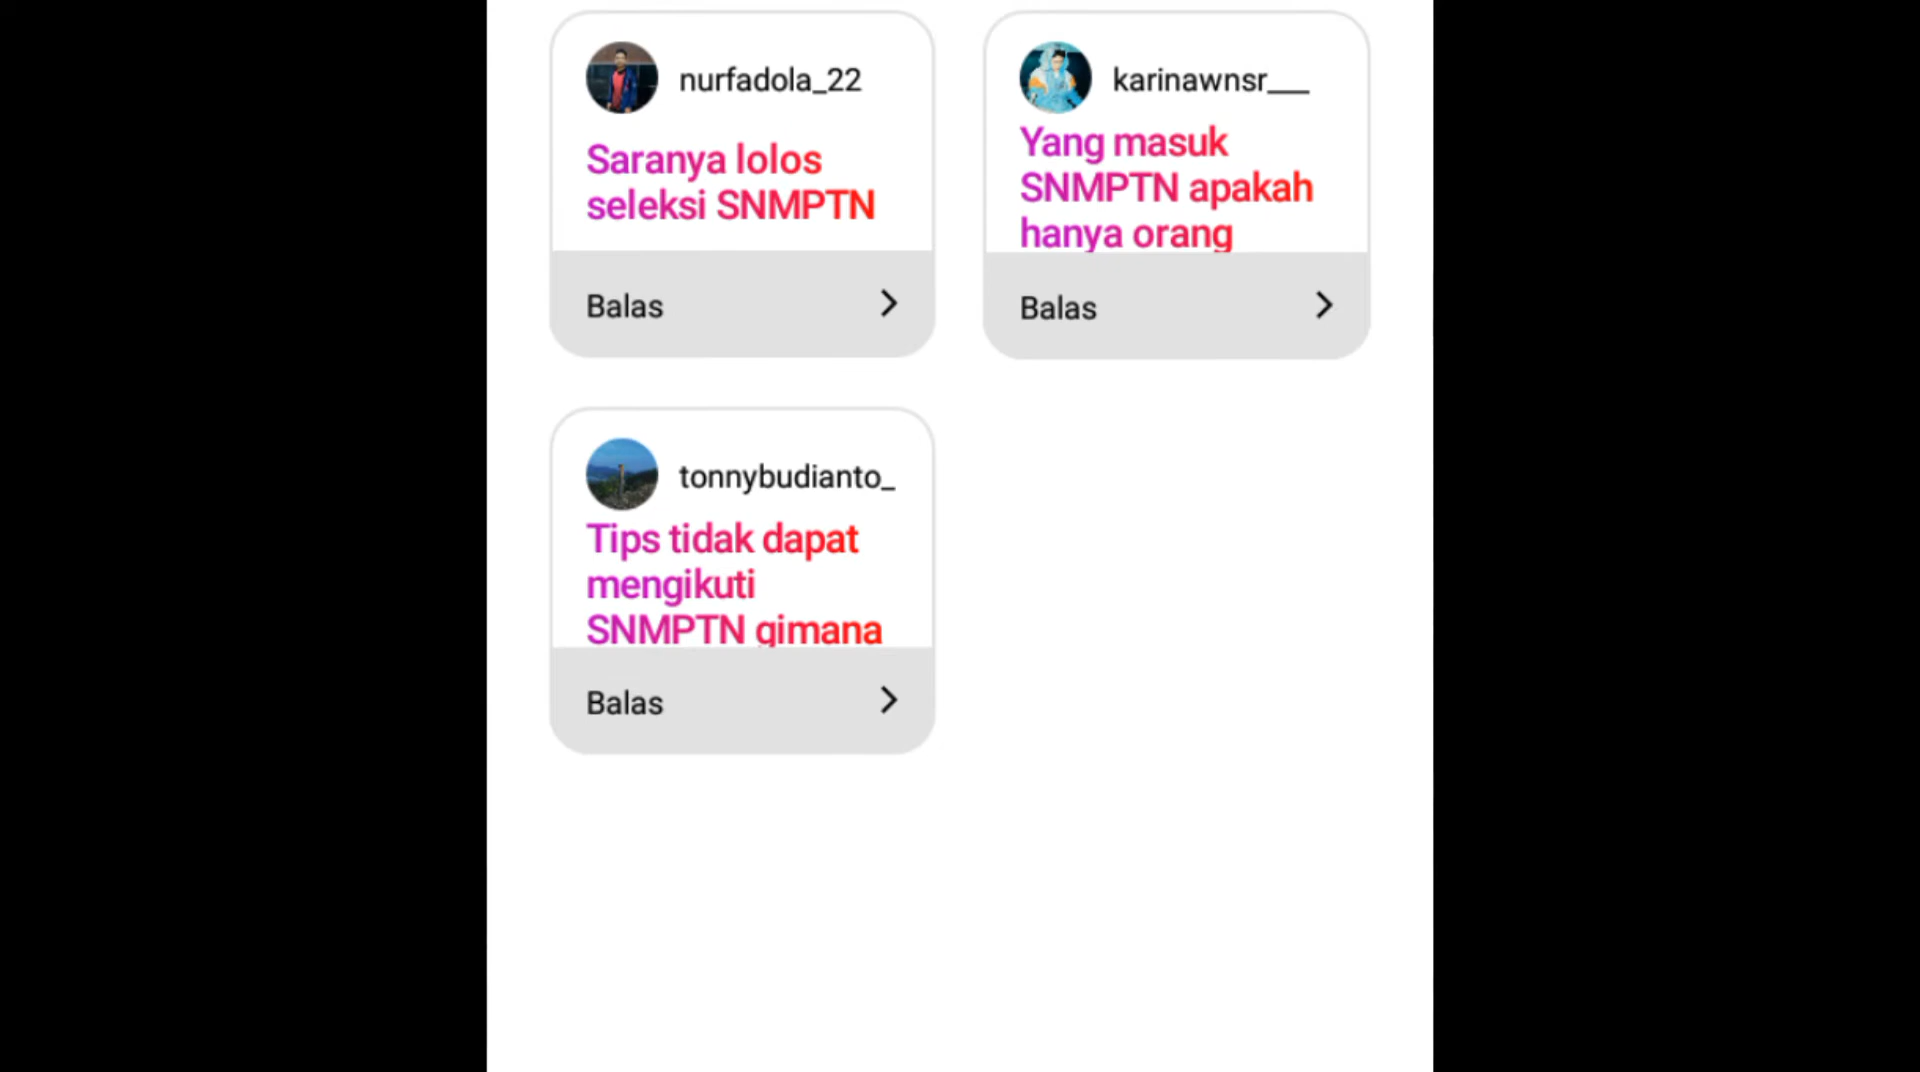 nurfadola_22
Saranya lolos
seleksi SNMPTN
Balas
karinawnsr___
Yang masuk
SNMPTN apakah
hanya orang
Balas
tonnybudianto_
Tips tidak dapat
mengikuti
SNMPTN gimana
Balas